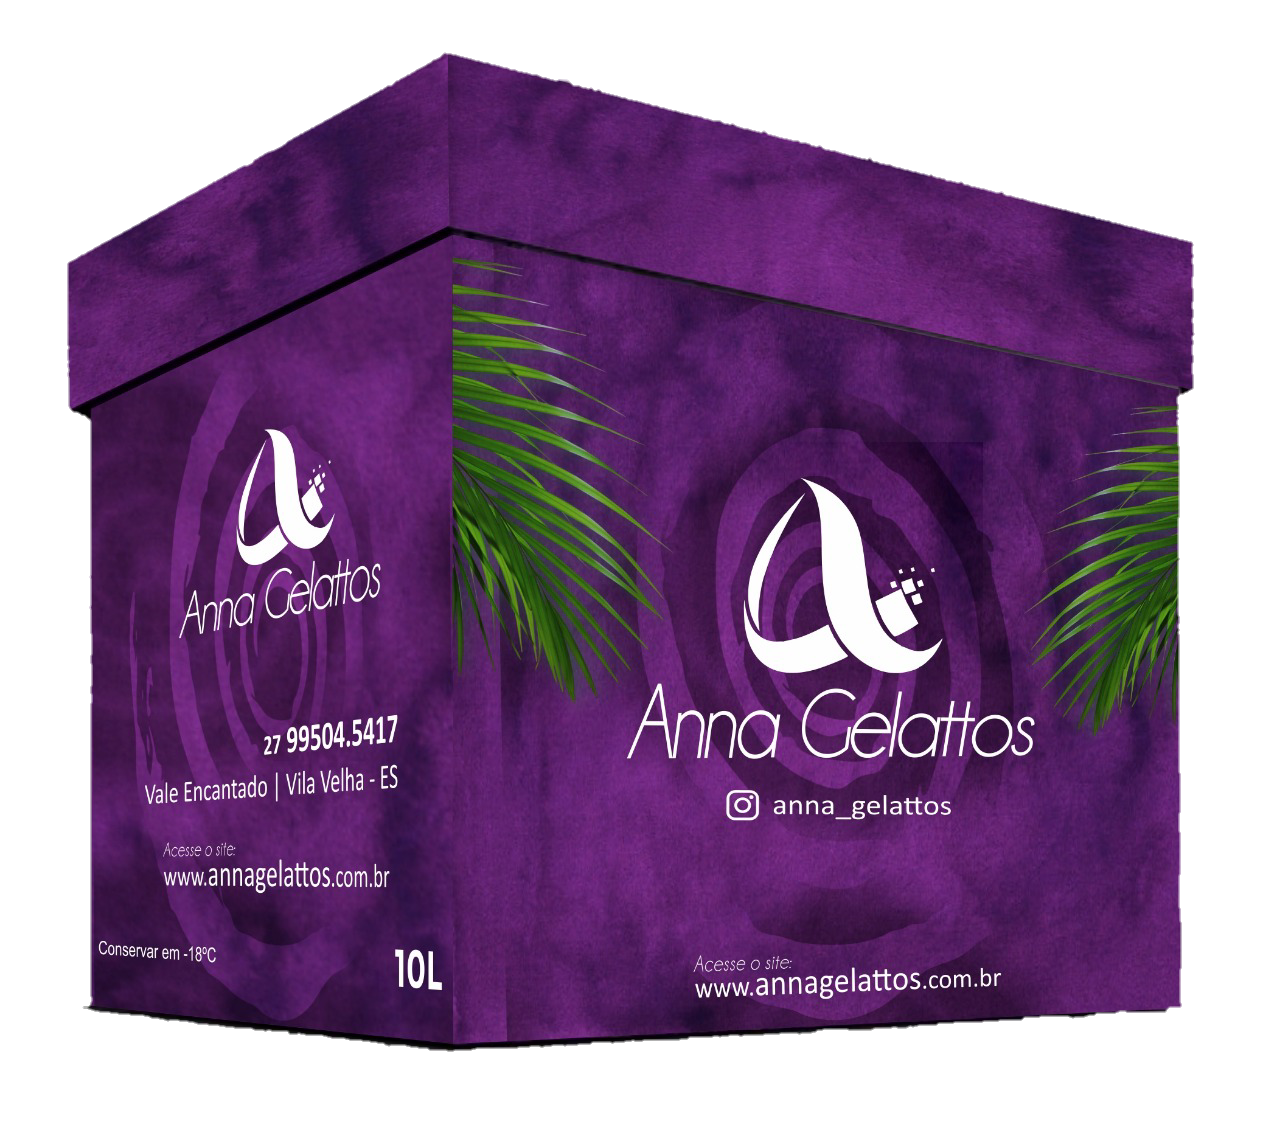 Anna Gelattos
27 99504.5417
Vale Encantado | Vila Velha - ES
Acesse o site:
www.annagelattos.com.br
Conservar em -18ºC
10L
Anna Gelattos
anna_gelattos
Acesse o site:
www.annagelattos.com.br